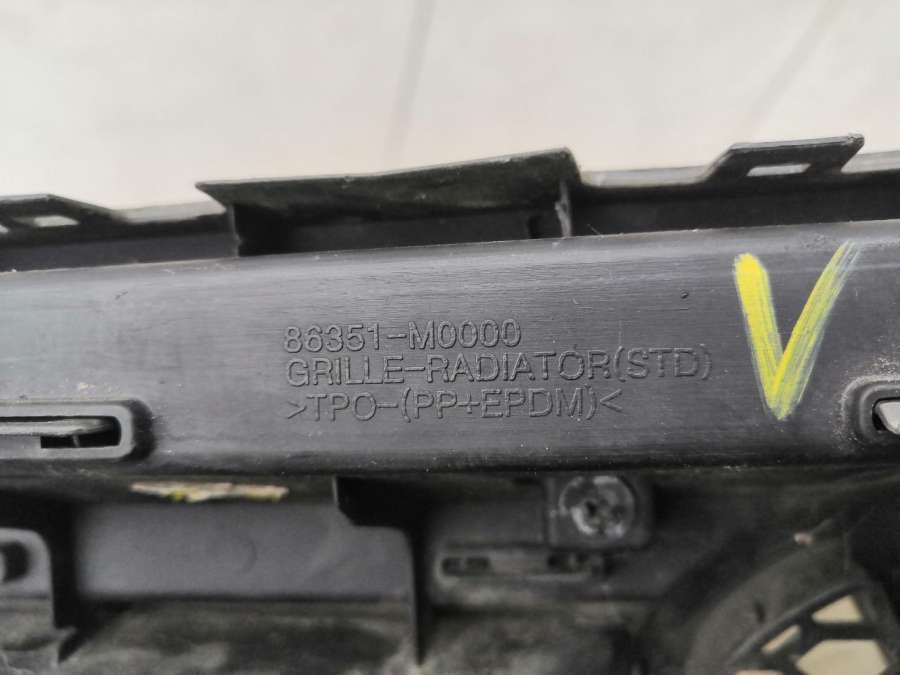 86351-M0000
GRILLE-RADIATOR(STD)
>TPO-(PP+EPDM)<
V